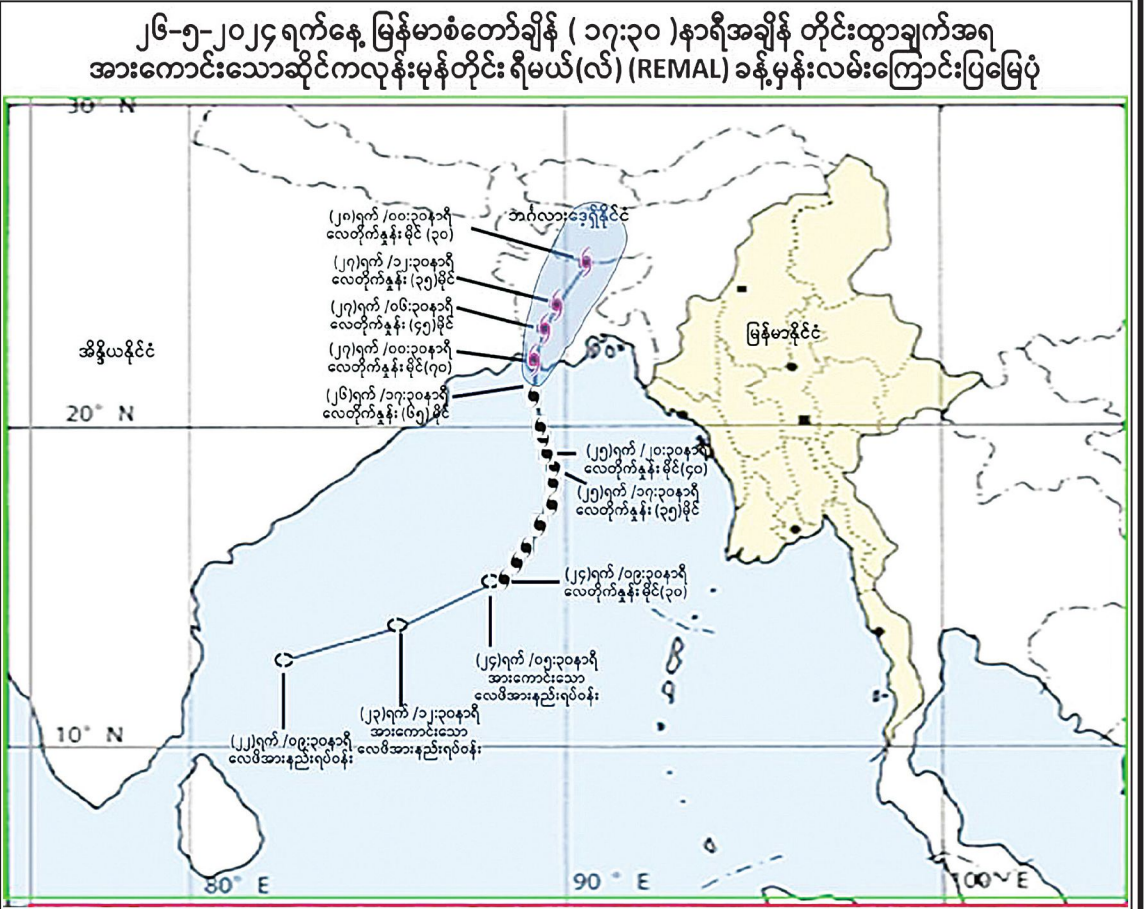 ၂၆-၅-၂၀၂၄ ရက်နေ့ မြန်မာစံတော်ချိန် ( ၁၇:၃၀ )နာရီအချိန် တိုင်းထွာချက်အရ
အားကောင်းသောဆိုင်ကလုန်းမုန်တိုင်း ရီမယ်(လ်) (REMAL) ခန့်မှန်းလမ်းကြောင်းပြမြေပုံ
30° N
(၂၈)ရက် /၀၀:၃၀နာရီ
လေတိုက်နှုန်း မိုင် (၃၀)
ဘင်္ဂလားဒေ့ရှ်နိုင်ငံ
(၂၇)ရက် /၁၂:၃၀နာရီ
လေတိုက်နှုန်း (၃၅)မိုင်
(၂၇)ရက် /၀၆:၃၀နာရီ
လေတိုက်နှုန်း (၄၅)မိုင်
မြန်မာနိုင်ငံ
အိန္ဒိယနိုင်ငံ
(၂၇)ရက် /၀၀:၃၀နာရီ
လေတိုက်နှုန်း မိုင်(၇၀)
(၂၆)ရက် /၁၇:၃၀နာရီ
လေတိုက်နှုန်း (၆၅)မိုင်
20° N
(၂၅)ရက် /၂၀:၃၀နာရီ
လေတိုက်နှုန်း မိုင်(၄၀)
(၂၅)ရက် /၁၇:၃၀နာရီ
လေတိုက်နှုန်း (၃၅)မိုင်
(၂၄)ရက် /၀၉:၃၀နာရီ
လေတိုက်နှုန်း မိုင်(၃၀)
(၂၄)ရက် /၀၅:၃၀နာရီ
အားကောင်းသော
လေဖိအားနည်းရပ်ဝန်း
(၂၃)ရက် /၁၂:၃၀နာရီ
အားကောင်းသော
လေဖိအားနည်းရပ်ဝန်း
(၂၂)ရက် /၀၉:၃၀နာရီ
လေဖိအားနည်းရပ်ဝန်း
10° N
80° E
90° E
100° E